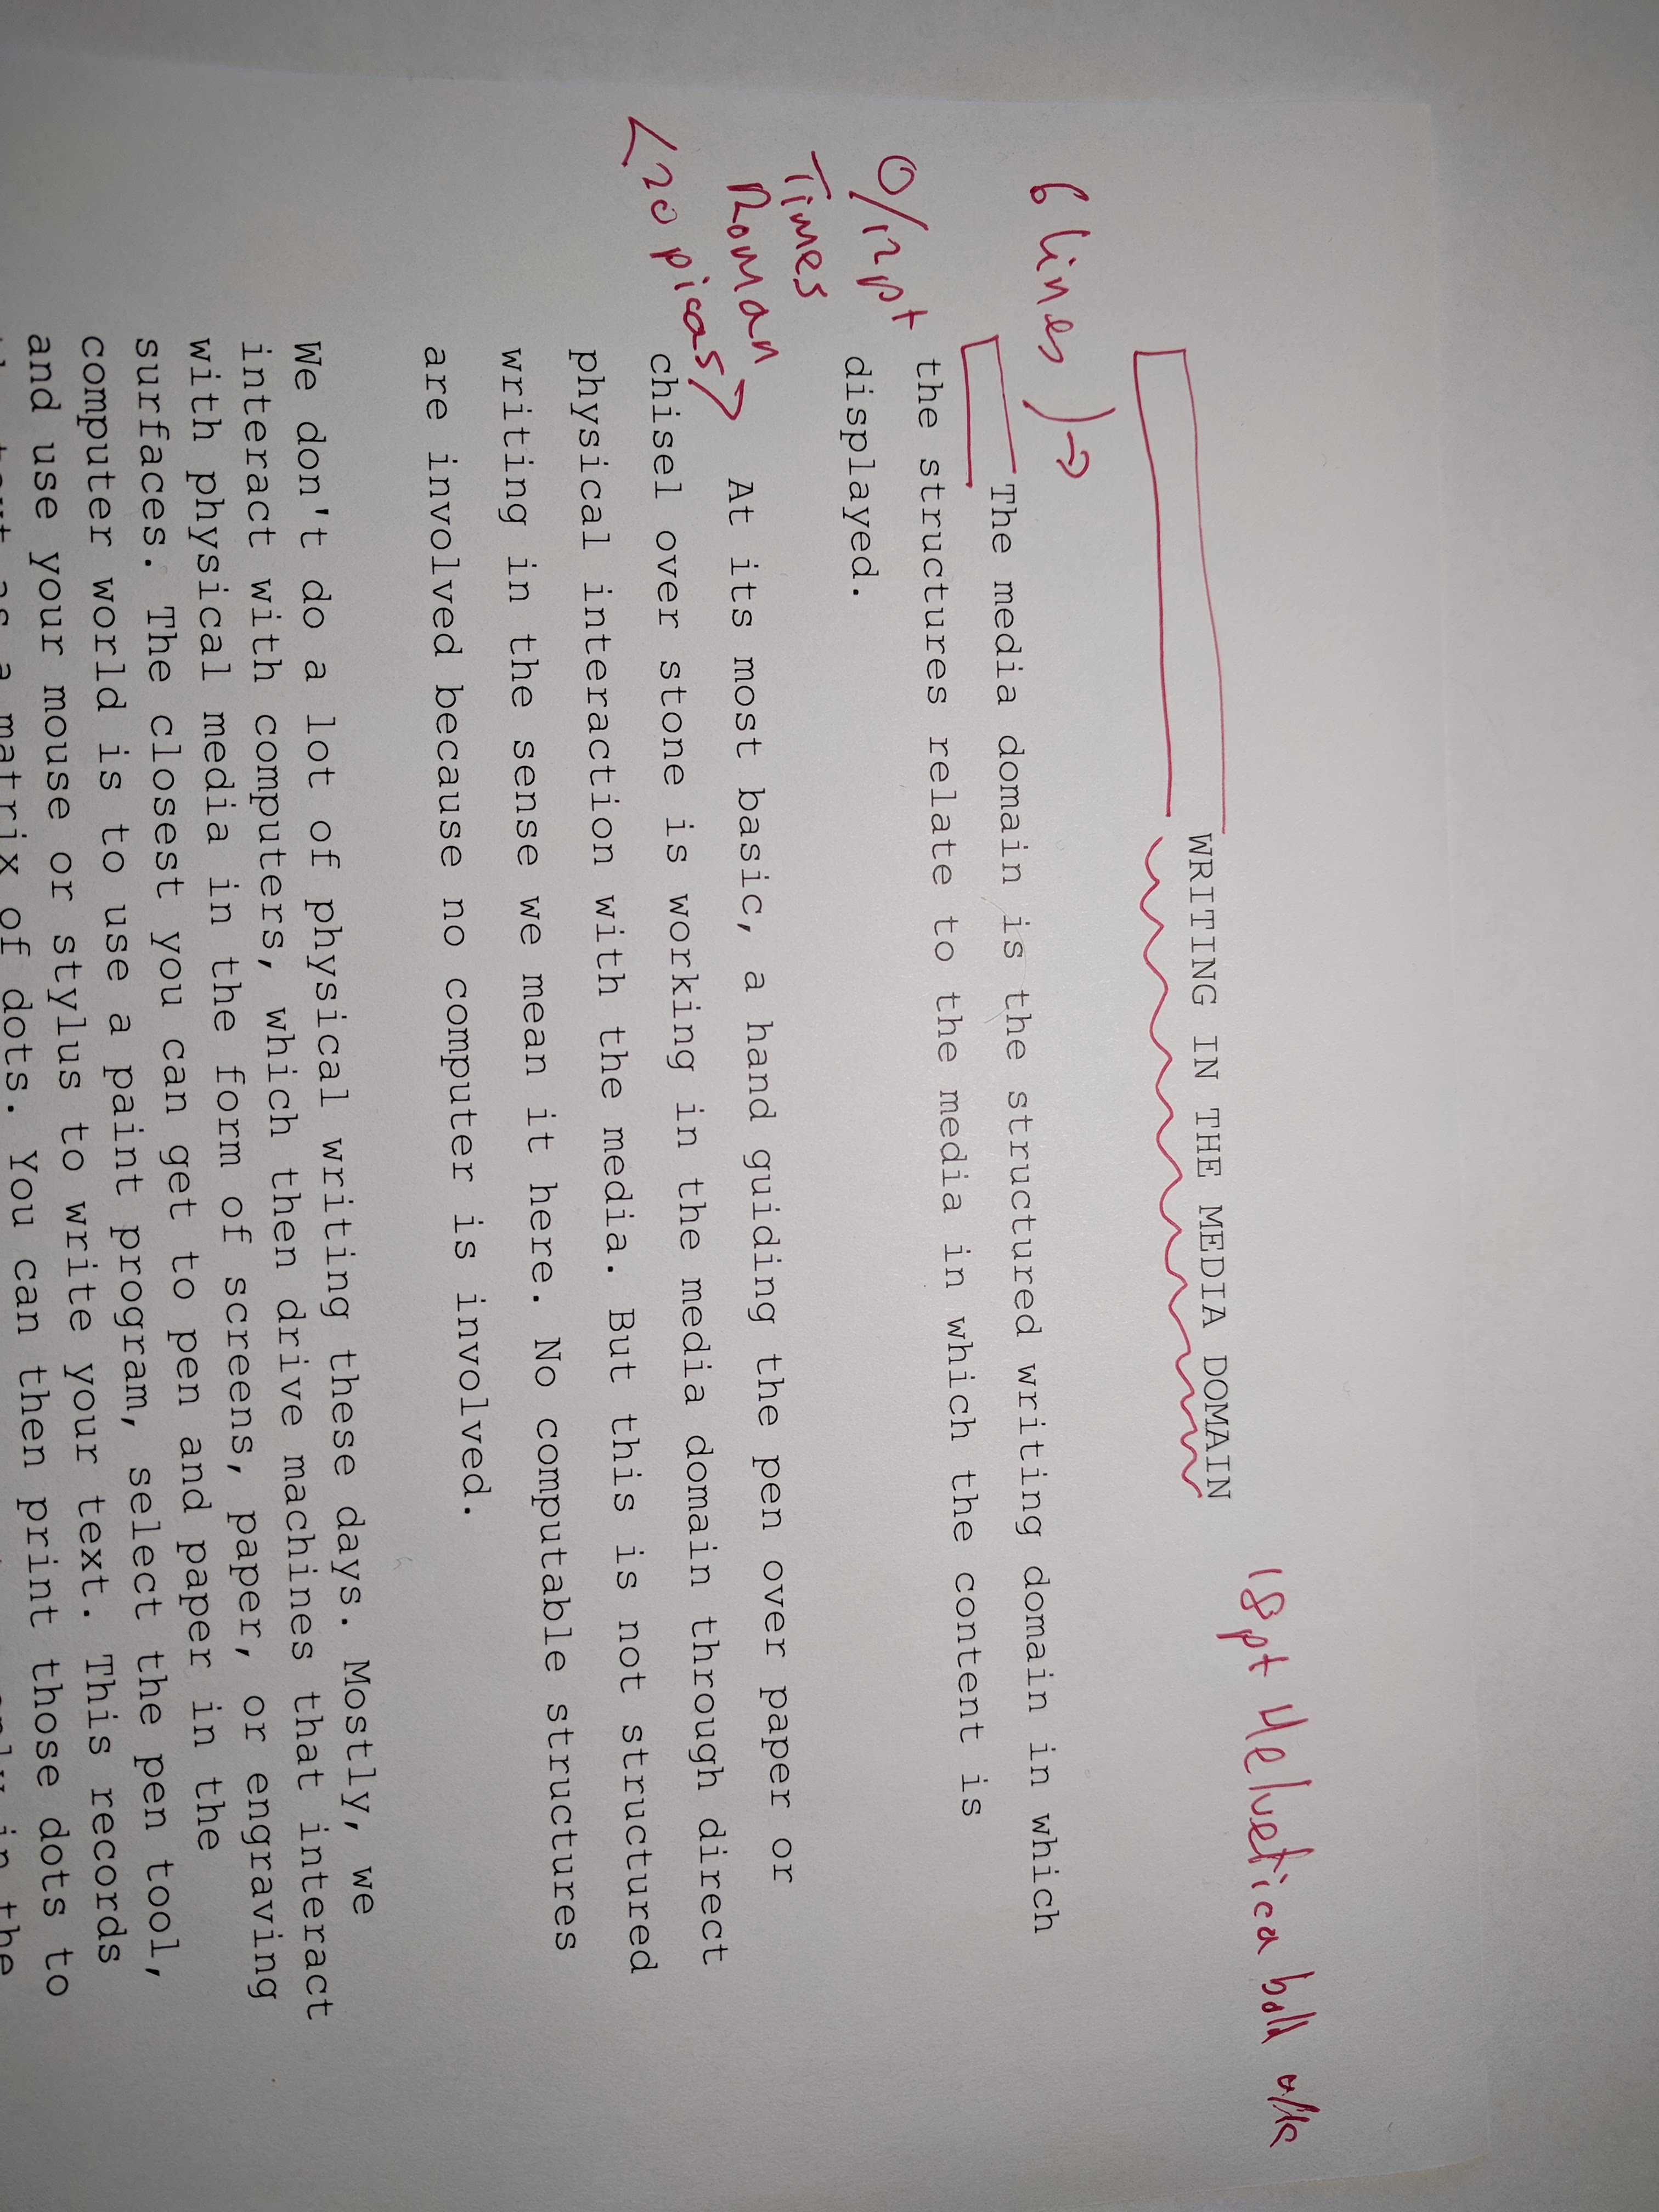 18pt Helvetica bold
WRITING IN THE MEDIA DOMAIN
6 lines
The media domain is the structured writing domain in which
the structures relate to the media in which the content is
0/12pt
displayed.
Times
Roman
At its most basic, a hand guiding the pen over paper or
<20 picas>
chisel over stone is working in the media domain through direct
physical interaction with the media. But this is not structured
writing in the sense we mean it here. No computable structures
are involved because no computer is involved.
We don't do a lot of physical writing these days. Mostly, we
interact with computers, which then drive machines that interact
with physical media in the form of screens, paper, or engraving
surfaces. The closest you can get to pen and paper in the
computer world is to use a paint program, select the pen tool,
and use your mouse or stylus to write your text. This records
matrix of dots. You can then print those dots to